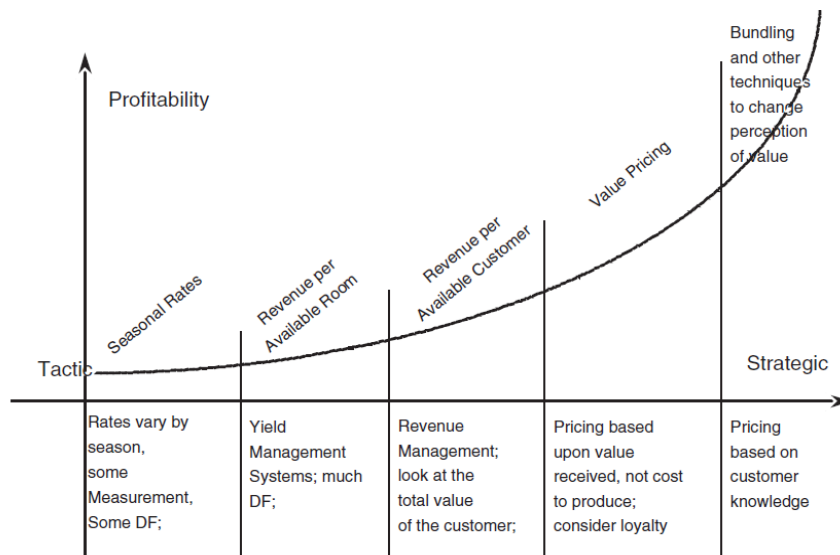 Bundling
and other
techniques
to change
perception
of value
Profitability
Value Pricing
Revenue per
Available Customer
Revenue per
Available Room
Seasonal Rates
Tactic
Strategic
Rates vary by
season,
some
Measurement,
Some DF;
Yield
Management
Systems; much
DF;
Revenue
Management;
look at the
total value
of the customer;
Pricing based
upon value
received, not cost
to produce;
consider loyalty
Pricing
based on
customer
knowledge